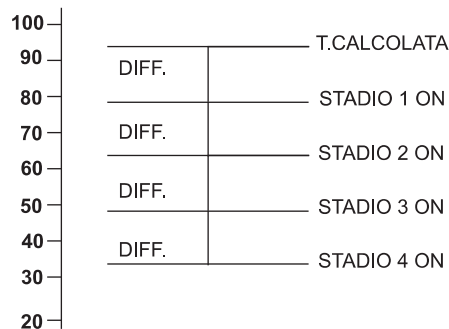 100
T.CALCOLATA
90
DIFF.
80
STADIO 1 ON
70
DIFF.
STADIO 2 ON
60
DIFF.
50
STADIO 3 ON
40
DIFF.
STADIO 4 ON
30
20